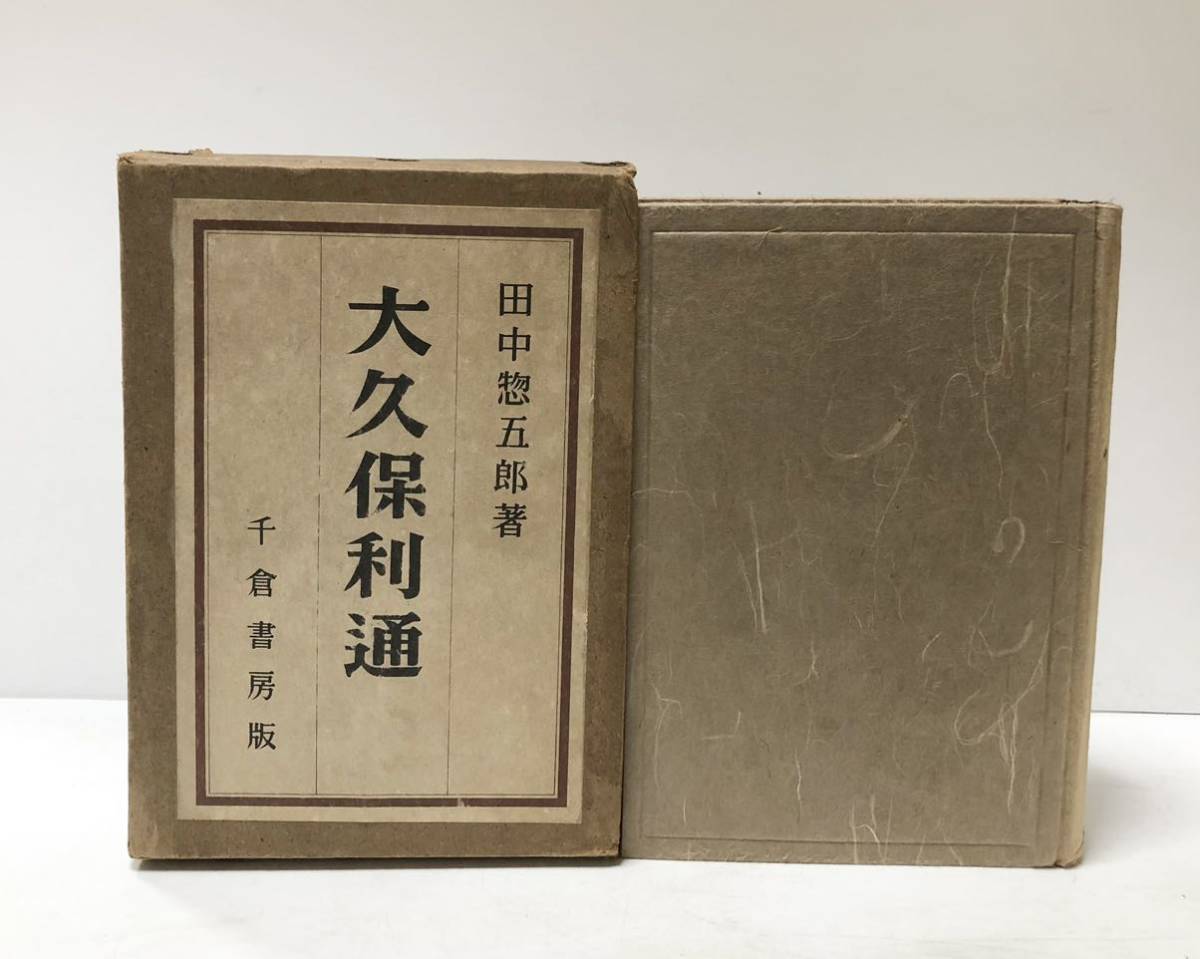 田中惣五郎著
大久保利通
千倉書房版